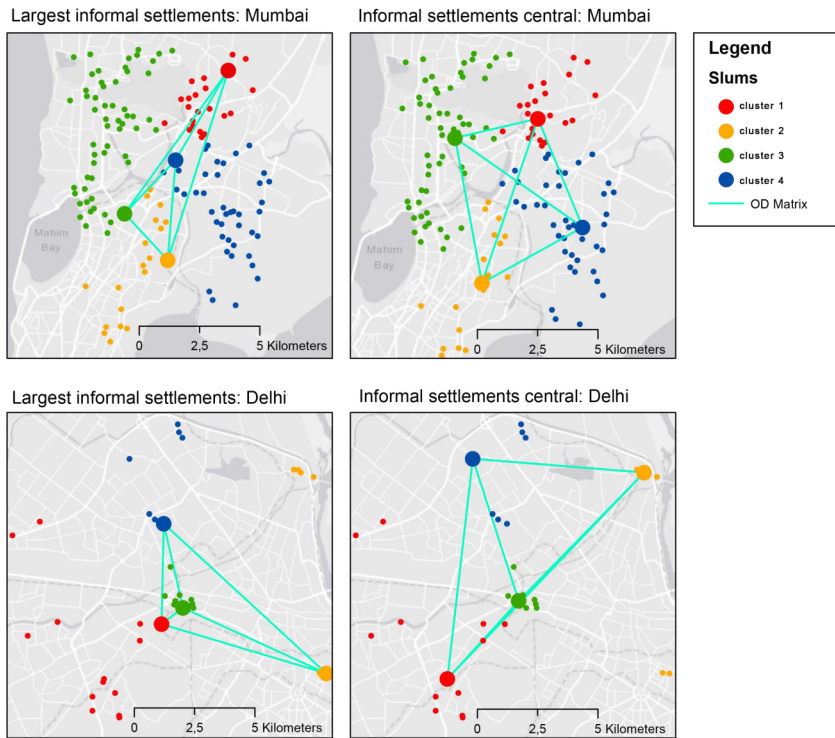 Largest informal settlements: Mumbai
Informal settlements central: Mumbai
Mahim
Bay
0 2,5 5 Kilometers
Mahim
Bay
0 2,5 5 Kilometers
Legend
Slums
cluster 1
cluster 2
cluster 3
cluster 4
OD Matrix
Largest informal settlements: Delhi
Informal settlements central: Delhi
0 2,5 5 Kilometers
0 2,5 5 Kilometers